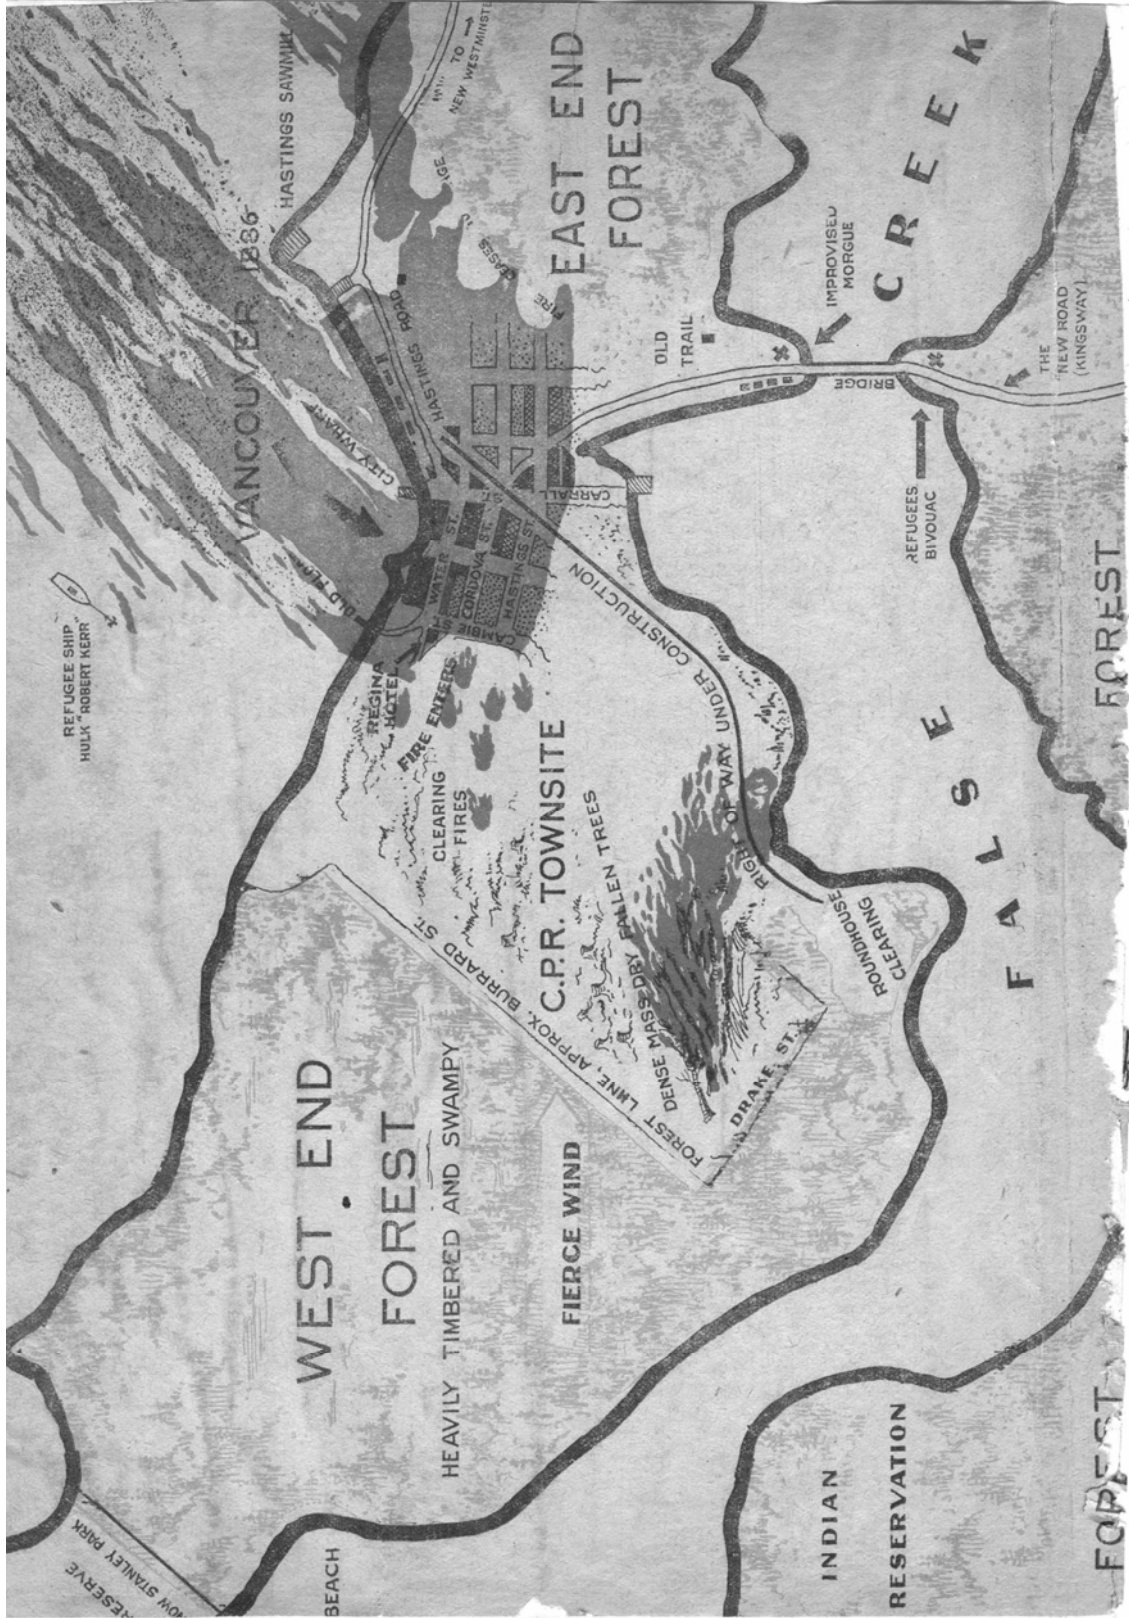 VANCOUVER 1886
HASTINGS SAWMILL
TO →
NEW WESTMINSTE
REFUGEE SHIP
HULK "ROBERT KERR"
CITY WHARF
OLD FLOA
HASTINGS ROAD
EAST END
FOREST
FIRE
REGINA
HOTEL
FIRE ENTERS
CLEARING
FIRES
WATER ST.
CORDOVA ST.
HASTINGS ST.
CAMBIE ST.
CARRALL
ST.
OLD
TRAIL
IMPROVISED
MORGUE
BRIDGE
THE
"NEW ROAD
(KINGSWAY)
REFUGEES
BIVOUAC
FALSE
CREEK
FOREST
RIGHT OF WAY UNDER CONSTRUCTION
C.P.R. TOWNSITE
DENSE MASS DRY FALLEN TREES
FOREST LINE, APPROX. BURRARD ST.
DRAKE ST.
ROUNDHOUSE
CLEARING
WEST END
FOREST
HEAVILY TIMBERED AND SWAMPY
FIERCE WIND
RESERVE
NOW STANLEY PARK
BEACH
INDIAN
RESERVATION
FOREST